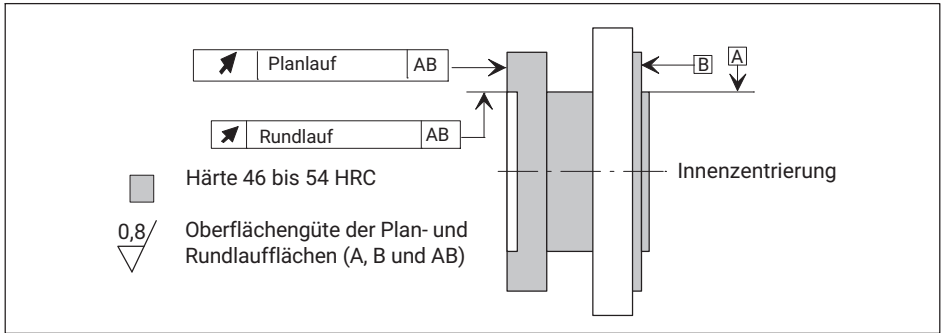 Planlauf AB
B
A
Rundlauf AB
Innenzentrierung
Härte 46 bis 54 HRC
0,8/
Oberflächengüte der Plan- und
Rundlaufflächen (A, B und AB)